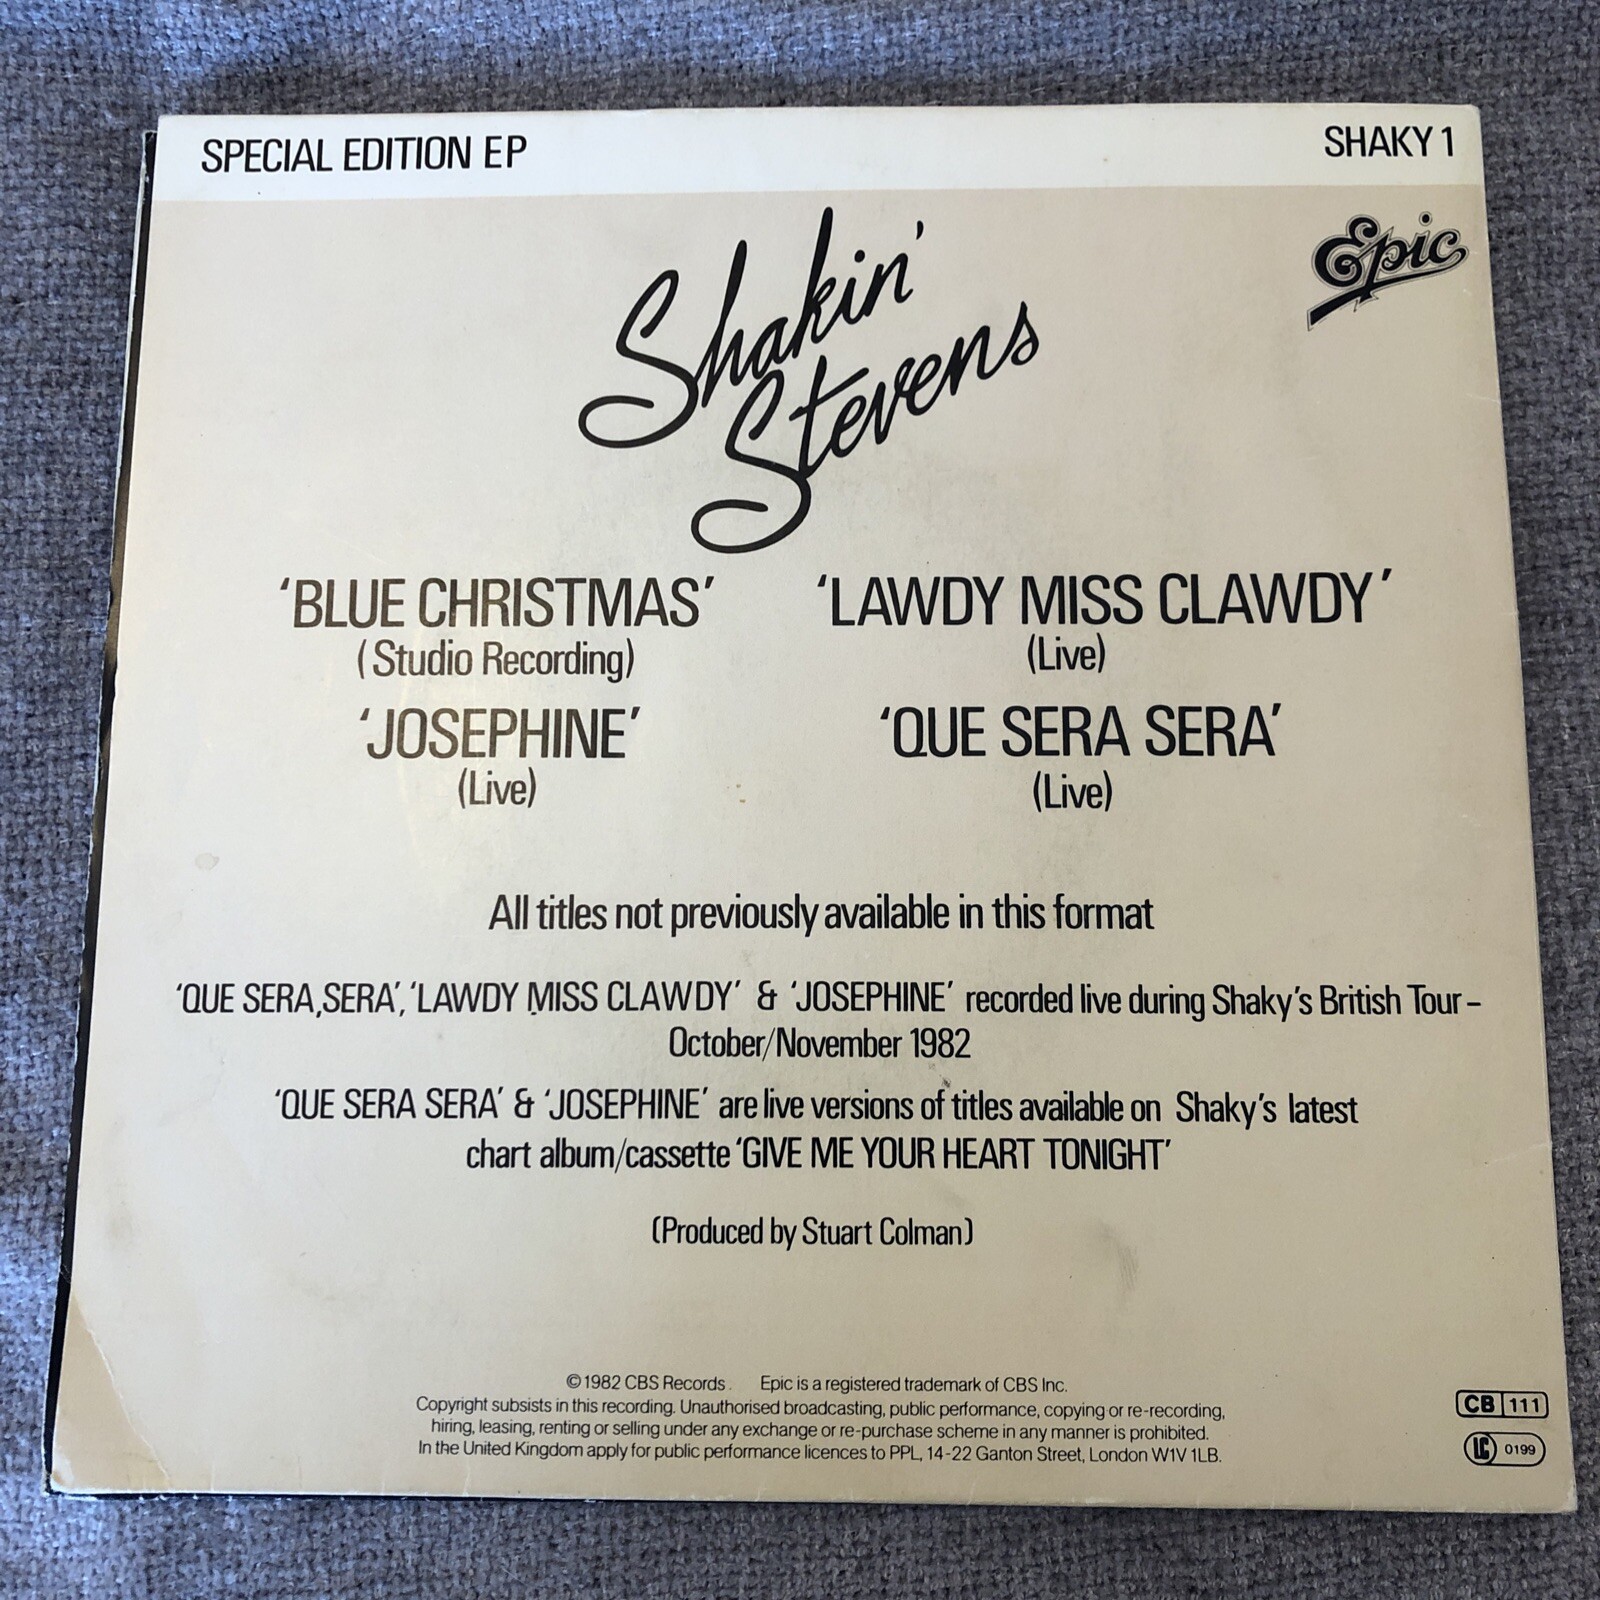 SPECIAL EDITION EP
SHAKY 1
Epic
Shakin'
Stevens
'BLUE CHRISTMAS'
(Studio Recording)
'LAWDY MISS CLAWDY'
(Live)
'JOSEPHINE'
(Live)
'QUE SERA SERA'
(Live)
All titles not previously available in this format
'QUE SERA, SERA', 'LAWDY MISS CLAWDY' & 'JOSEPHINE' recorded live during Shaky's British Tour –
October/November 1982
'QUE SERA SERA' & 'JOSEPHINE' are live versions of titles available on Shaky's latest
chart album/cassette 'GIVE ME YOUR HEART TONIGHT'
(Produced by Stuart Colman)
© 1982 CBS Records. Epic is a registered trademark of CBS Inc.
Copyright subsists in this recording. Unauthorised broadcasting, public performance, copying or re-recording,
hiring, leasing, renting or selling under any exchange or re-purchase scheme in any manner is prohibited.
In the United Kingdom apply for public performance licences to PPL, 14-22 Ganton Street, London W1V 1LB.
CB 111
LC 0199